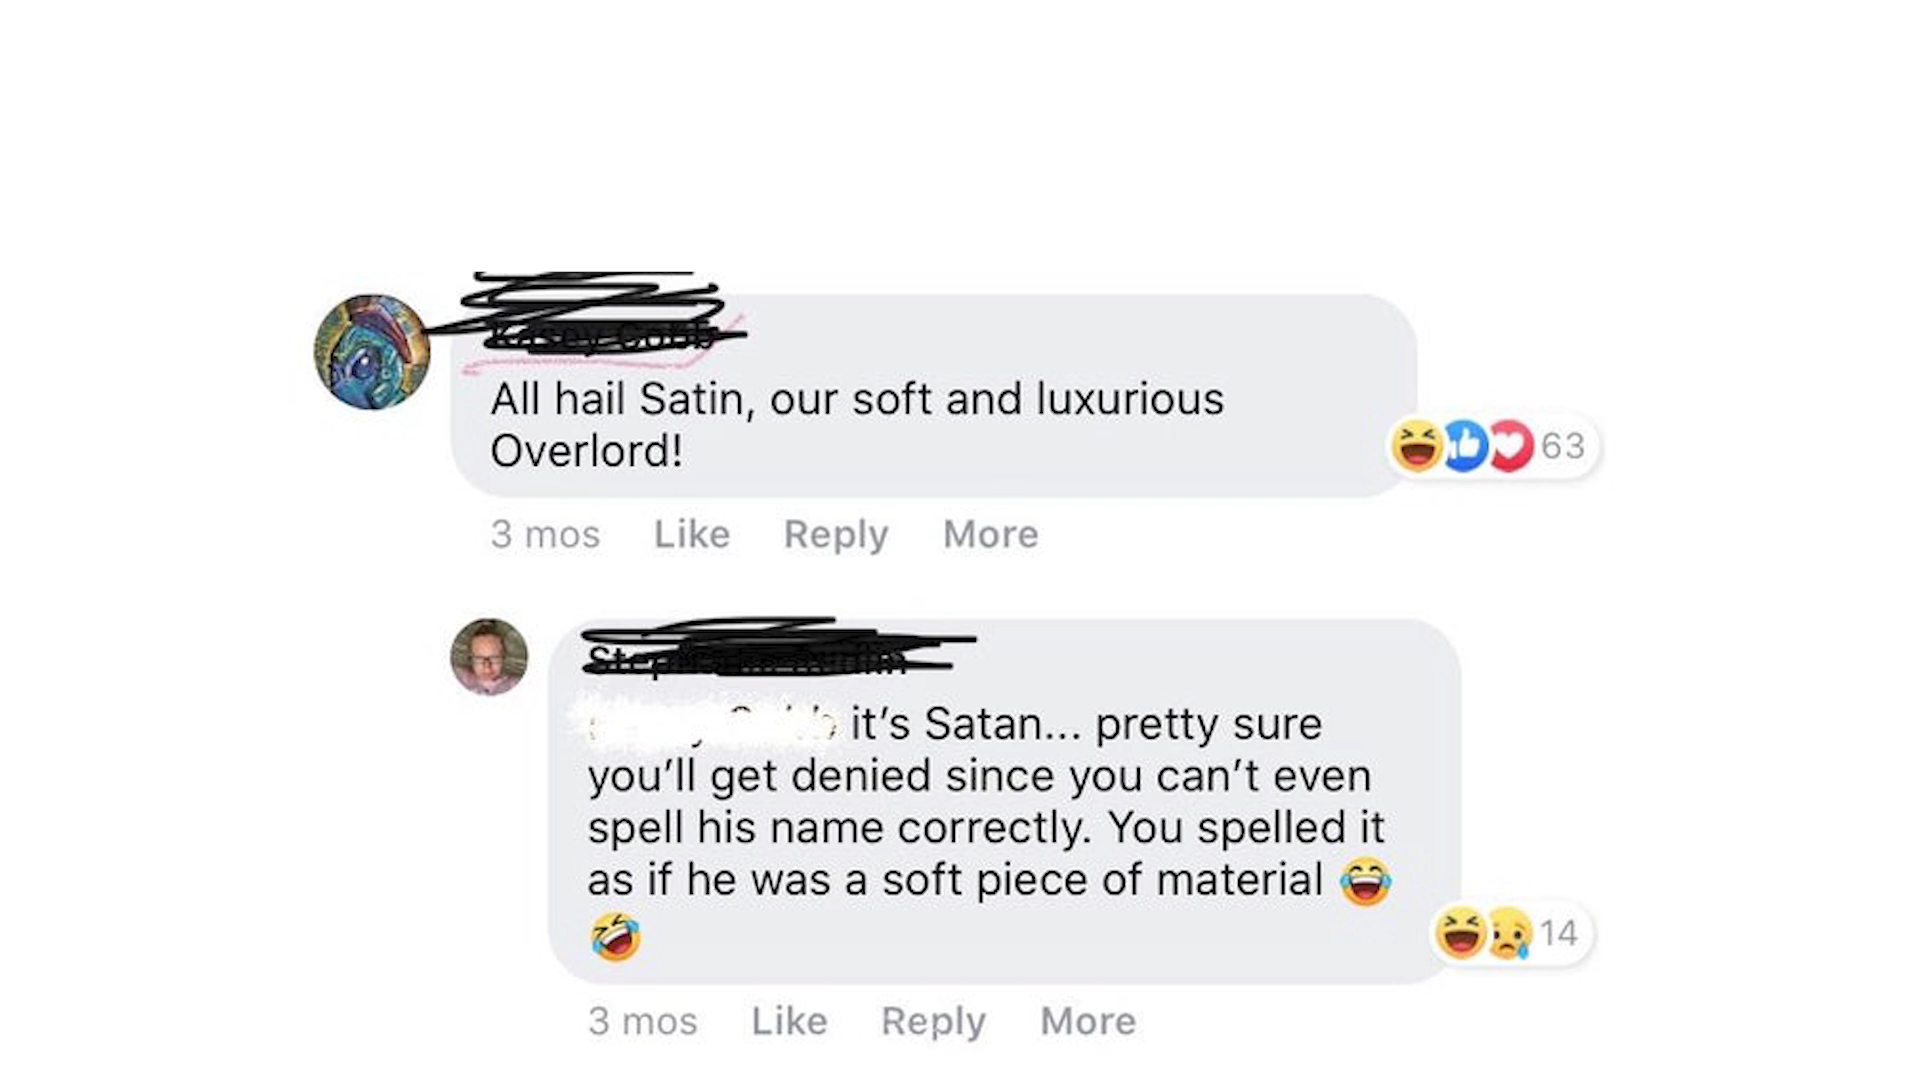 All hail Satin, our soft and luxurious
Overlord!
63
3 mos Like Reply More
it's Satan... pretty sure
you'll get denied since you can't even
spell his name correctly. You spelled it
as if he was a soft piece of material 😂
🤣
14
3 mos Like Reply More